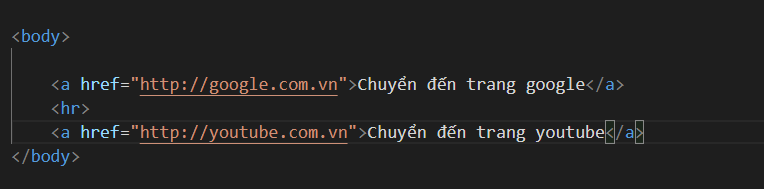 <body>
<a href="http://google.com.vn">Chuyển đến trang google</a>
<hr>
<a href="http://youtube.com.vn">Chuyển đến trang youtube</a>
</body>